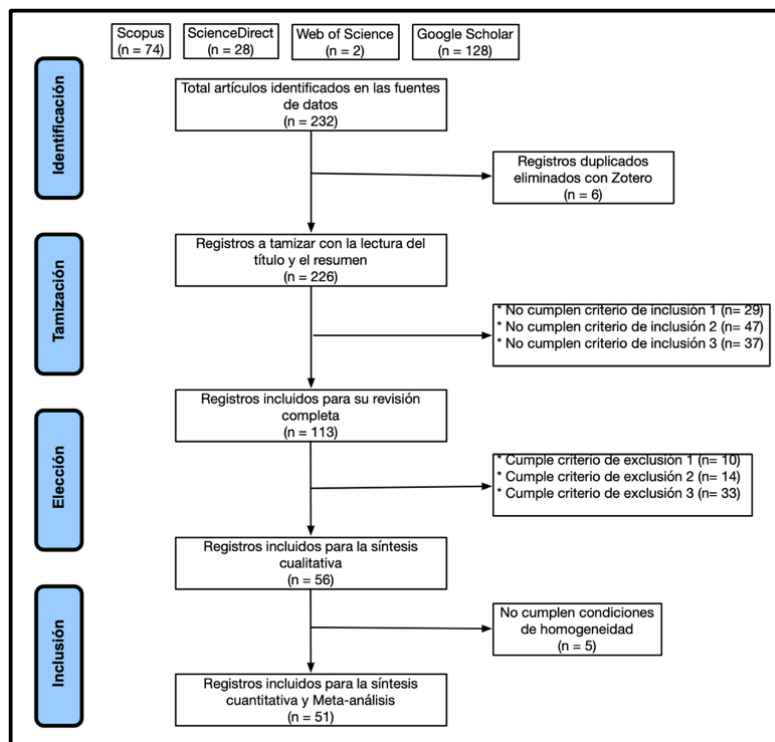 Scopus
(n = 74)
ScienceDirect
(n = 28)
Web of Science
(n = 2)
Google Scholar
(n = 128)
Identificación
Total artículos identificados en las fuentes
de datos
(n = 232)
Registros duplicados
eliminados con Zotero
(n = 6)
Tamización
Registros a tamizar con la lectura del
título y el resumen
(n = 226)
* No cumplen criterio de inclusión 1 (n= 29)
* No cumplen criterio de inclusión 2 (n= 47)
* No cumplen criterio de inclusión 3 (n= 37)
Elección
Registros incluidos para su revisión
completa
(n = 113)
* Cumple criterio de exclusión 1 (n= 10)
* Cumple criterio de exclusión 2 (n= 14)
* Cumple criterio de exclusión 3 (n= 33)
Registros incluidos para la síntesis
cualitativa
(n = 56)
Inclusión
No cumplen condiciones
de homogeneidad
(n = 5)
Registros incluidos para la síntesis
cuantitativa y Meta-análisis
(n = 51)